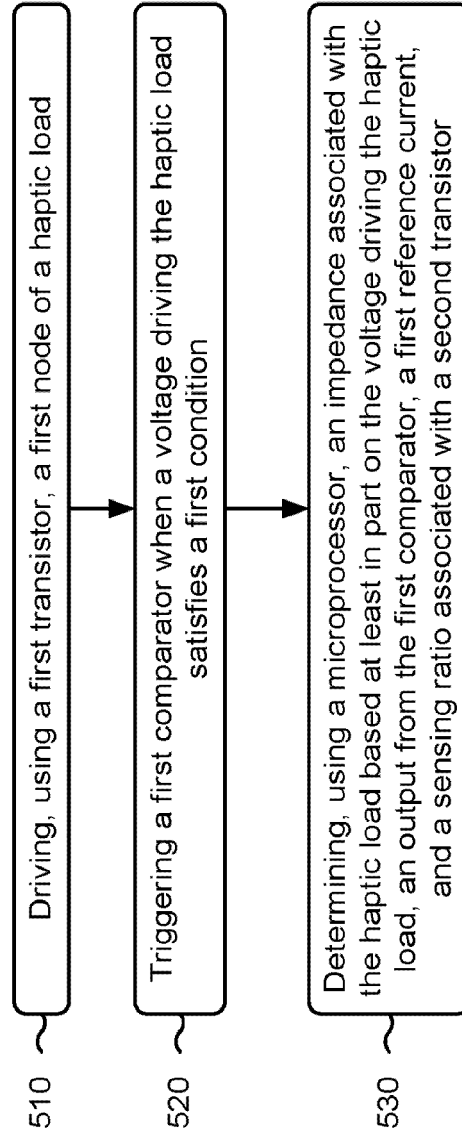 510
Driving, using a first transistor, a first node of a haptic load
520
Triggering a first comparator when a voltage driving the haptic load
satisfies a first condition
530
Determining, using a microprocessor, an impedance associated with
the haptic load based at least in part on the voltage driving the haptic
load, an output from the first comparator, a first reference current,
and a sensing ratio associated with a second transistor